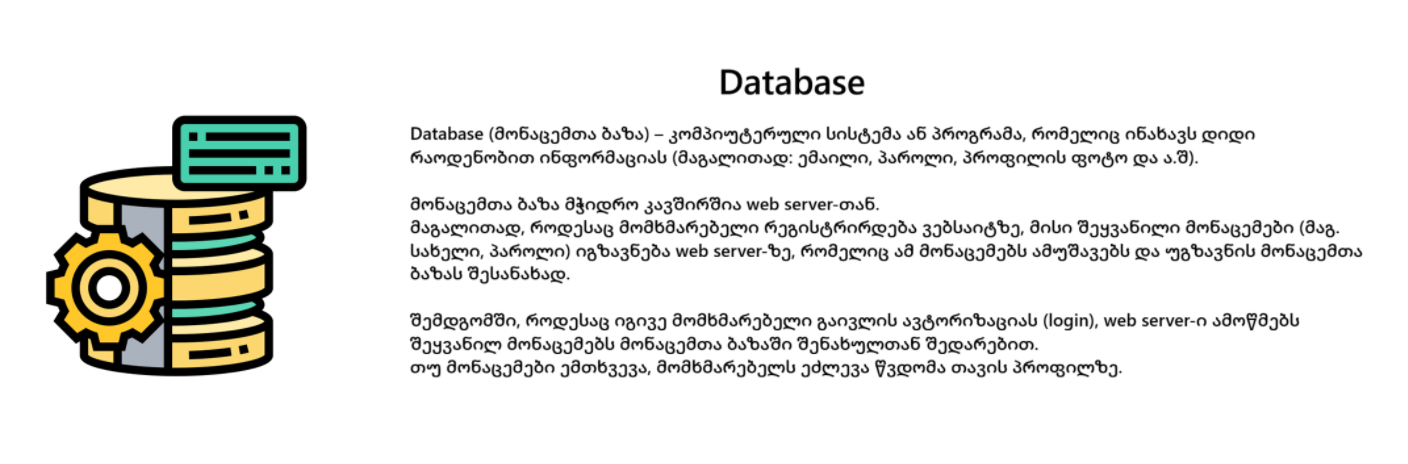 Database
Database (მონაცემთა ბაზა) – კომპიუტერული სისტემა ან პროგრამა, რომელიც ინახავს დიდი
რაოდენობით ინფორმაციას (მაგალითად: ემაილი, პაროლი, პროფილის ფოტო და ა.შ).
მონაცემთა ბაზა მჭიდრო კავშირშია web server-თან.
მაგალითად, როდესაც მომხმარებელი რეგისტრირდება ვებსაიტზე, მისი შეყვანილი მონაცემები (მაგ.
სახელი, პაროლი) იგზავნება web server-ზე, რომელიც ამ მონაცემებს ამუშავებს და უგზავნის მონაცემთა
ბაზას შესანახად.
შემდგომში, როდესაც იგივე მომხმარებელი გაივლის ავტორიზაციას (login), web server-ი ამოწმებს
შეყვანილ მონაცემებს მონაცემთა ბაზაში შენახულთან შედარებით.
თუ მონაცემები ემთხვევა, მომხმარებელს ეძლევა წვდომა თავის პროფილზე.